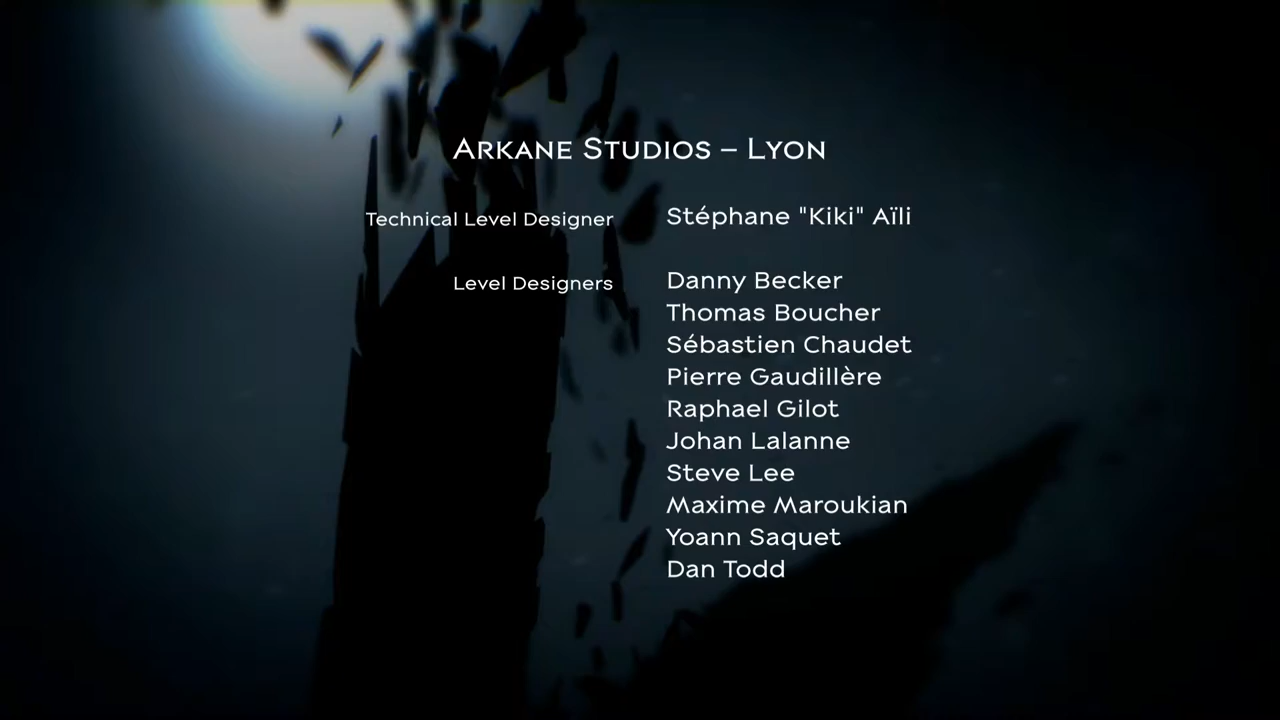 Arkane Studios – Lyon
Technical Level Designer Stéphane "Kiki" Aïli
Level Designers Danny Becker
Thomas Boucher
Sébastien Chaudet
Pierre Gaudillère
Raphael Gilot
Johan Lalanne
Steve Lee
Maxime Maroukian
Yoann Saquet
Dan Todd